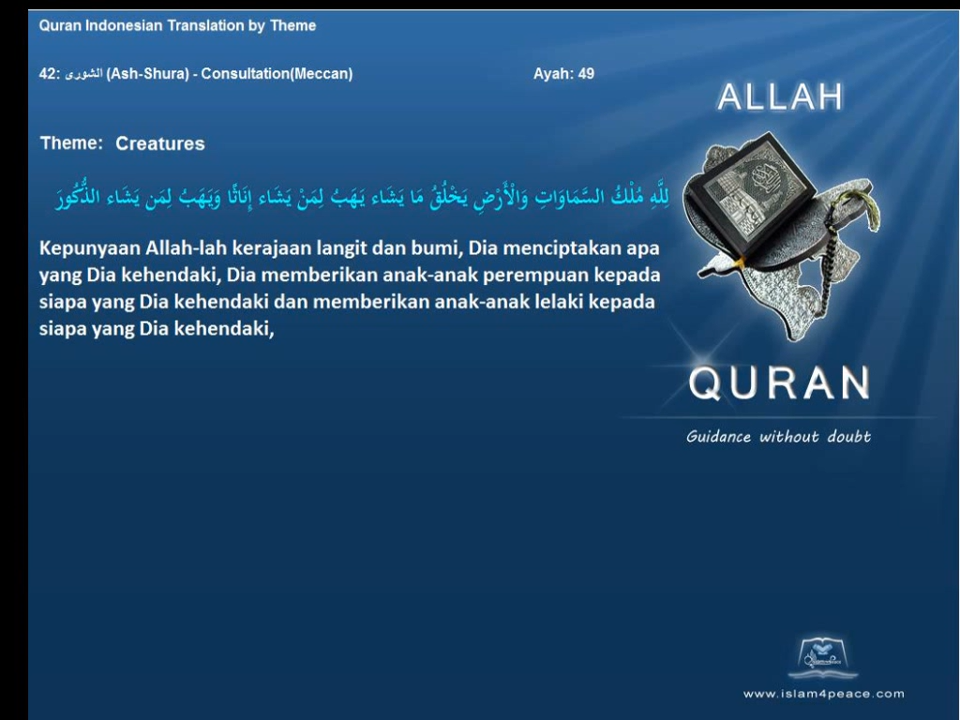 Quran Indonesian Translation by Theme
42: الشورى (Ash-Shura) - Consultation(Meccan) Ayah: 49
ALLAH
Theme: Creatures
لِلَّهِ مُلْكُ السَّمَاوَاتِ وَالْأَرْضِ يَخْلُقُ مَا يَشَاء يَهَبُ لِمَنْ يَشَاء إِنَاثًا وَيَهَبُ لِمَن يَشَاء الذُّكُورَ
Kepunyaan Allah-lah kerajaan langit dan bumi, Dia menciptakan apa
yang Dia kehendaki, Dia memberikan anak-anak perempuan kepada
siapa yang Dia kehendaki dan memberikan anak-anak lelaki kepada
siapa yang Dia kehendaki,
QURAN
Guidance without doubt
www.islam4peace.com